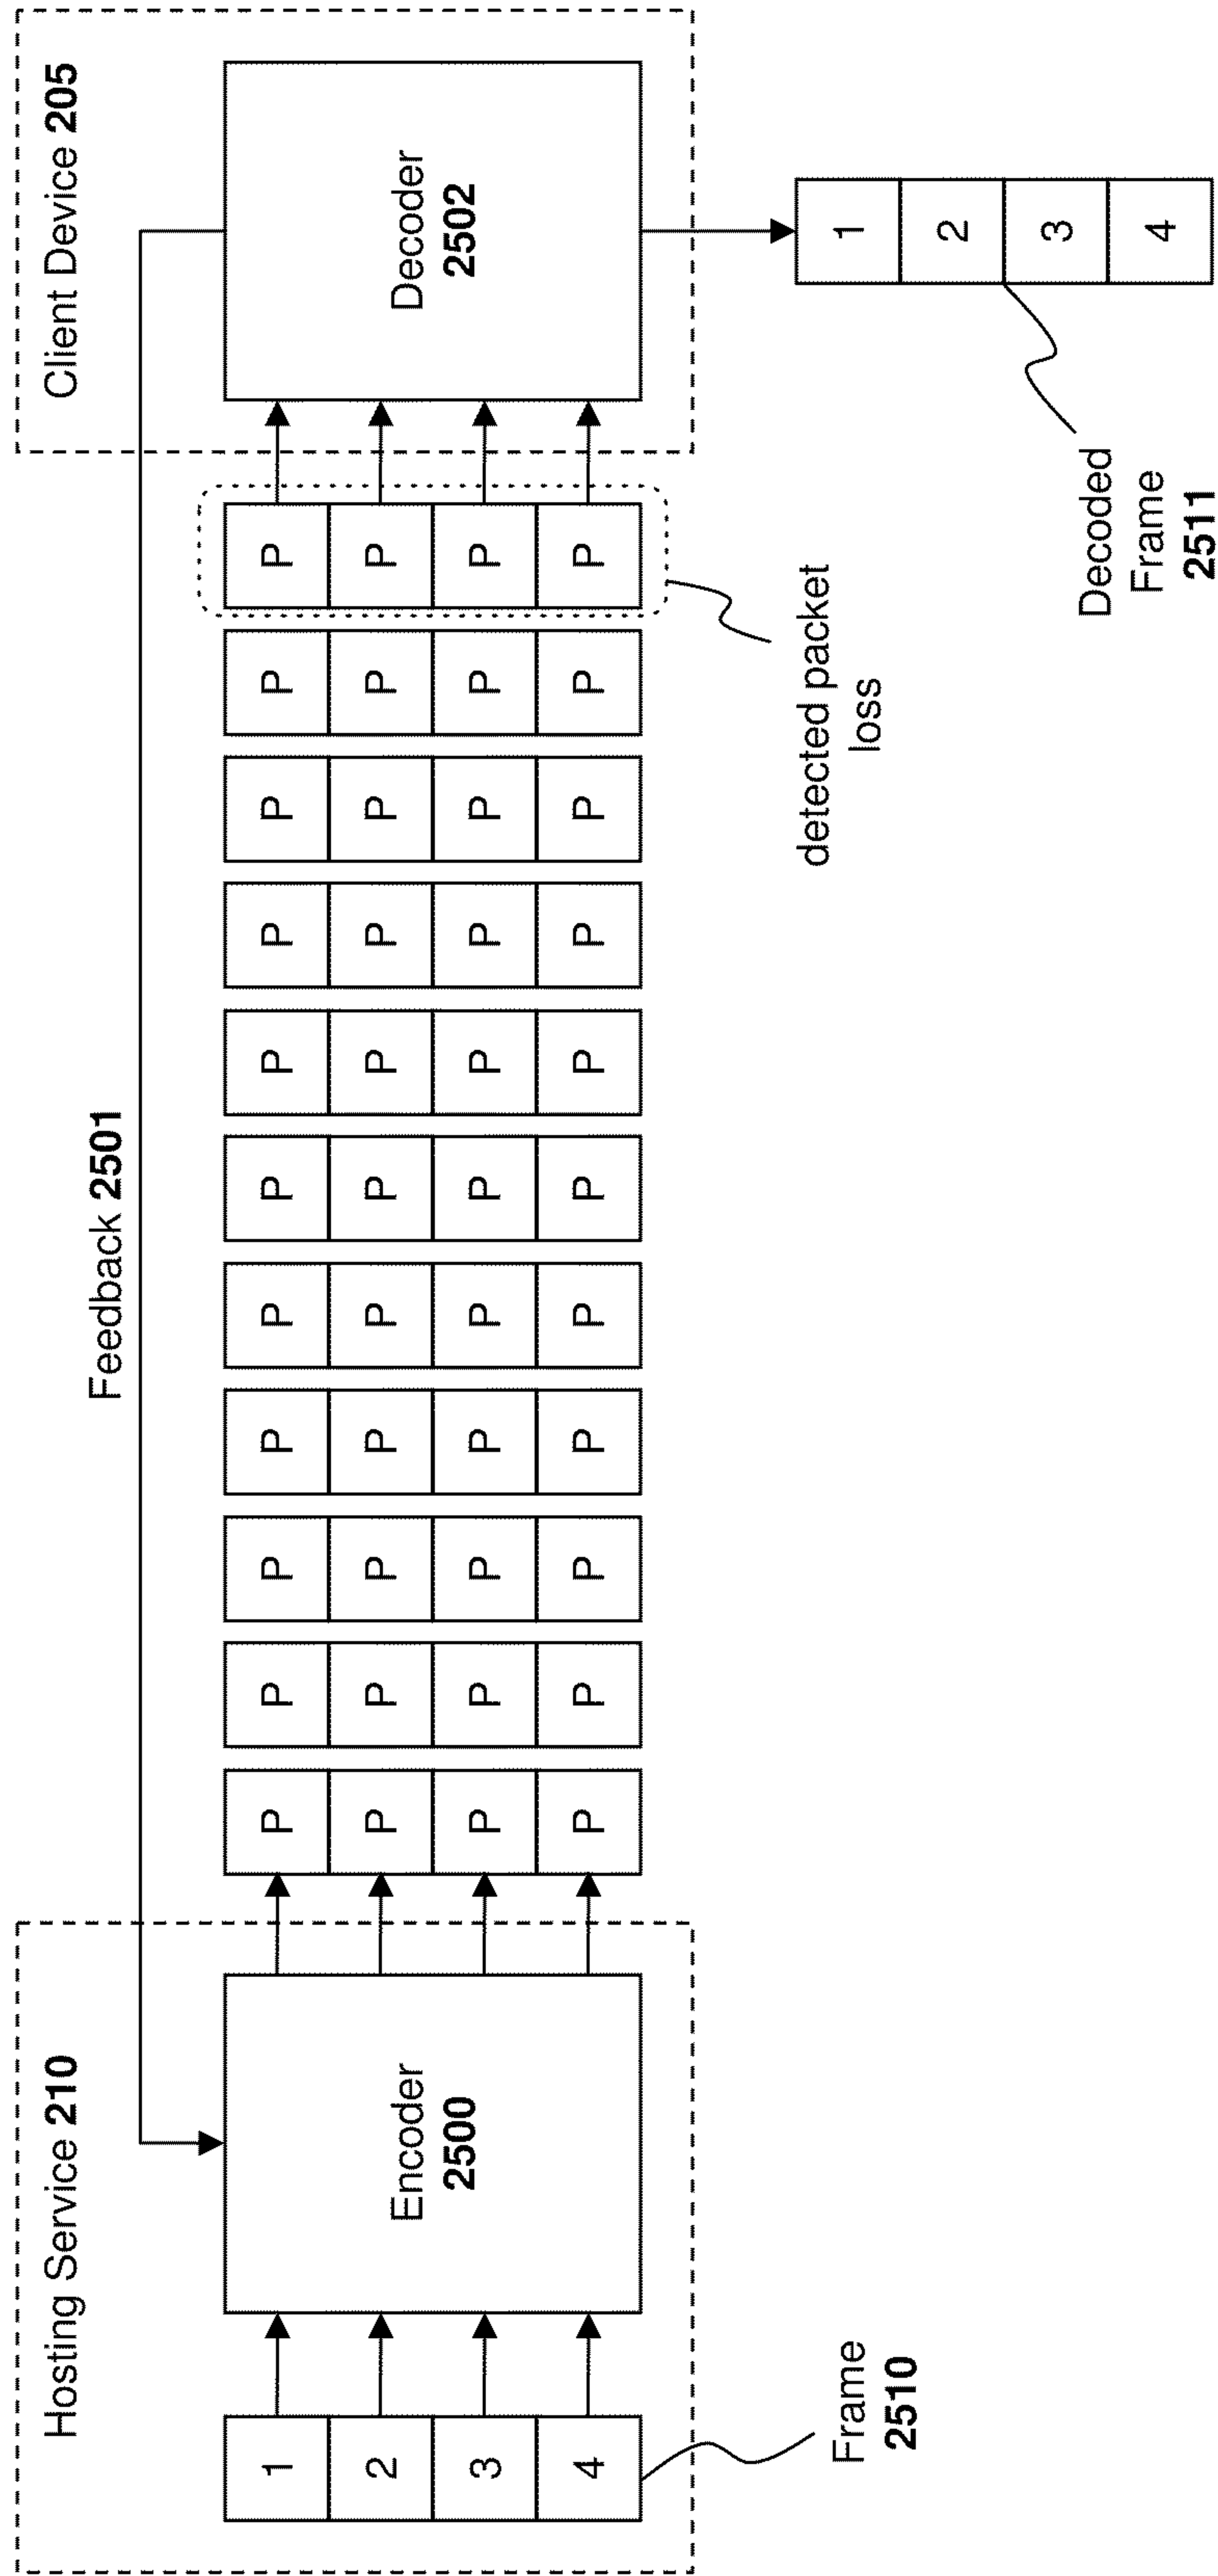 Hosting Service 210
Feedback 2501
Client Device 205
1 P P P P P P P P P P P
2 P P P P P P P P P P P
3 P P P P P P P P P P P
4 P P P P P P P P P P P
Encoder
2500
Decoder
2502
Frame
2510
detected packet
loss
1
2
3
4
Decoded
Frame
2511